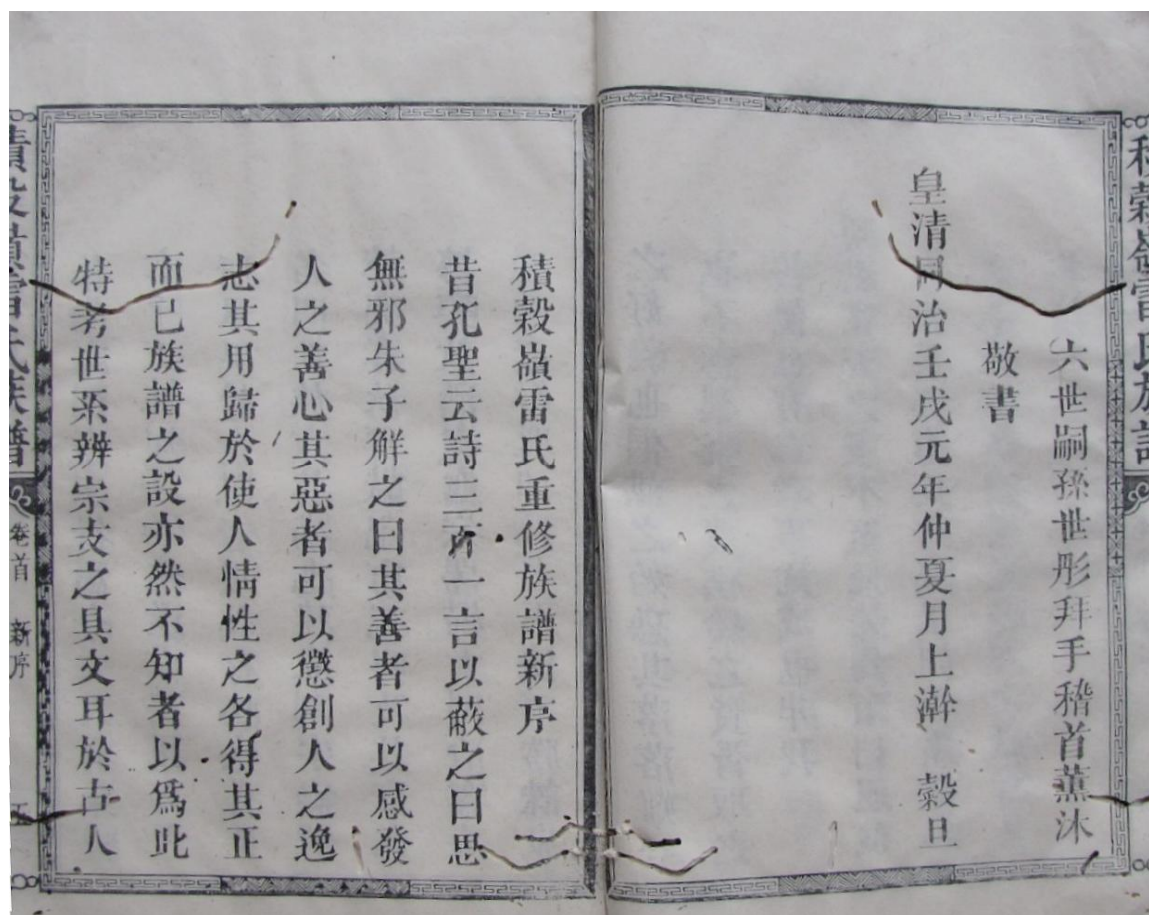 積穀嶺雷氏族譜
六世嗣孫世彤拜手稽首薰沐
敬書
皇清同治壬戌元年仲夏月上澣 穀旦
積穀嶺雷氏重修族譜新序
昔孔聖云詩三百一言以蔽之曰思
無邪朱子解之曰其善者可以感發
人之善心其惡者可以懲創人之逸
志其用歸於使人情性之各得其正
而已族譜之設亦然不知者以爲此
特考世系辨宗支之具文耳於古人
積穀嶺雷氏族譜
卷首 新序
五